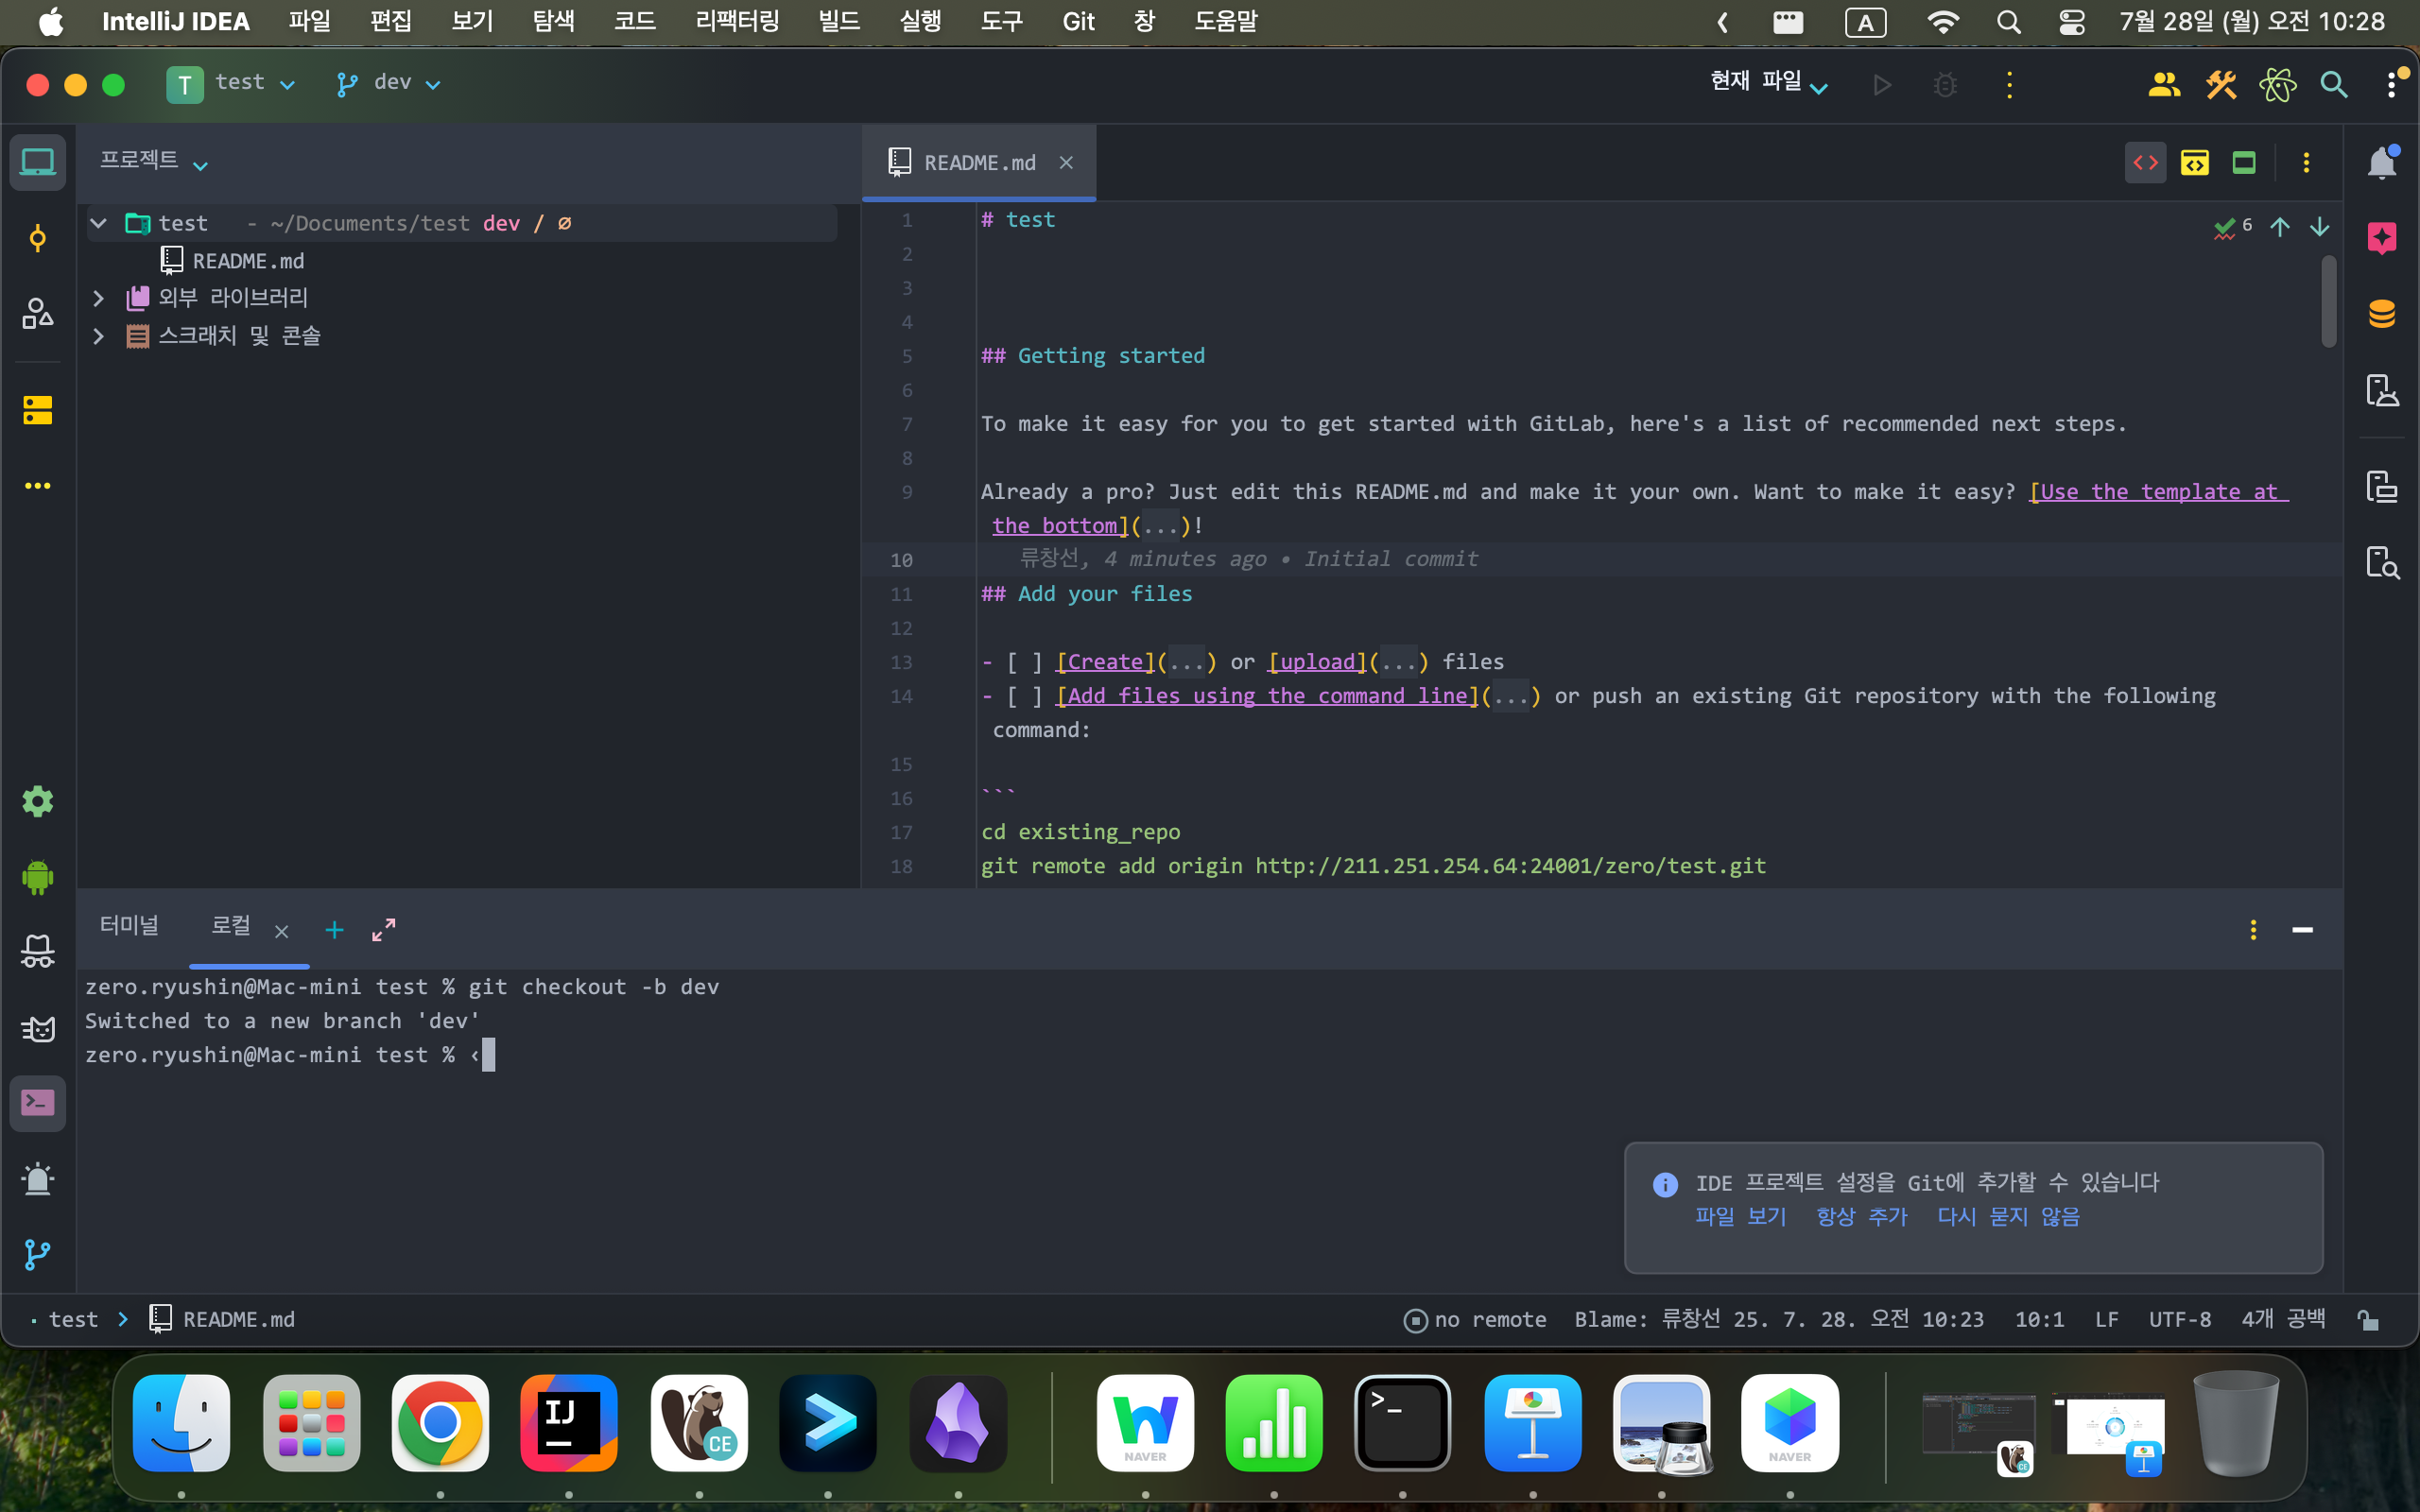 IntelliJ IDEA 파일 편집 보기 탐색 코드 리팩터링 빌드 실행 도구 Git 창 도움말 A 7월 28일 (월) 오전 10:28
T test dev 현재 파일
프로젝트
README.md
test - ~/Documents/test dev / ∅
README.md
외부 라이브러리
스크래치 및 콘솔
6
1 # test
2
3
4
5 ## Getting started
6
7 To make it easy for you to get started with GitLab, here's a list of recommended next steps.
8
9 Already a pro? Just edit this README.md and make it your own. Want to make it easy? [Use the template at
the bottom](...)!
10 류창선, 4 minutes ago • Initial commit
11 ## Add your files
12
13 - [ ] [Create](...) or [upload](...) files
14 - [ ] [Add files using the command line](...) or push an existing Git repository with the following
command:
15
16 ```
17 cd existing_repo
18 git remote add origin http://211.251.254.64:24001/zero/test.git
터미널 로컬
zero.ryushin@Mac-mini test % git checkout -b dev
Switched to a new branch 'dev'
zero.ryushin@Mac-mini test % ‹
IDE 프로젝트 설정을 Git에 추가할 수 있습니다
파일 보기 항상 추가 다시 묻지 않음
test README.md no remote Blame: 류창선 25. 7. 28. 오전 10:23 10:1 LF UTF-8 4개 공백
IJ
CE
NAVER
>_
NAVER
CE